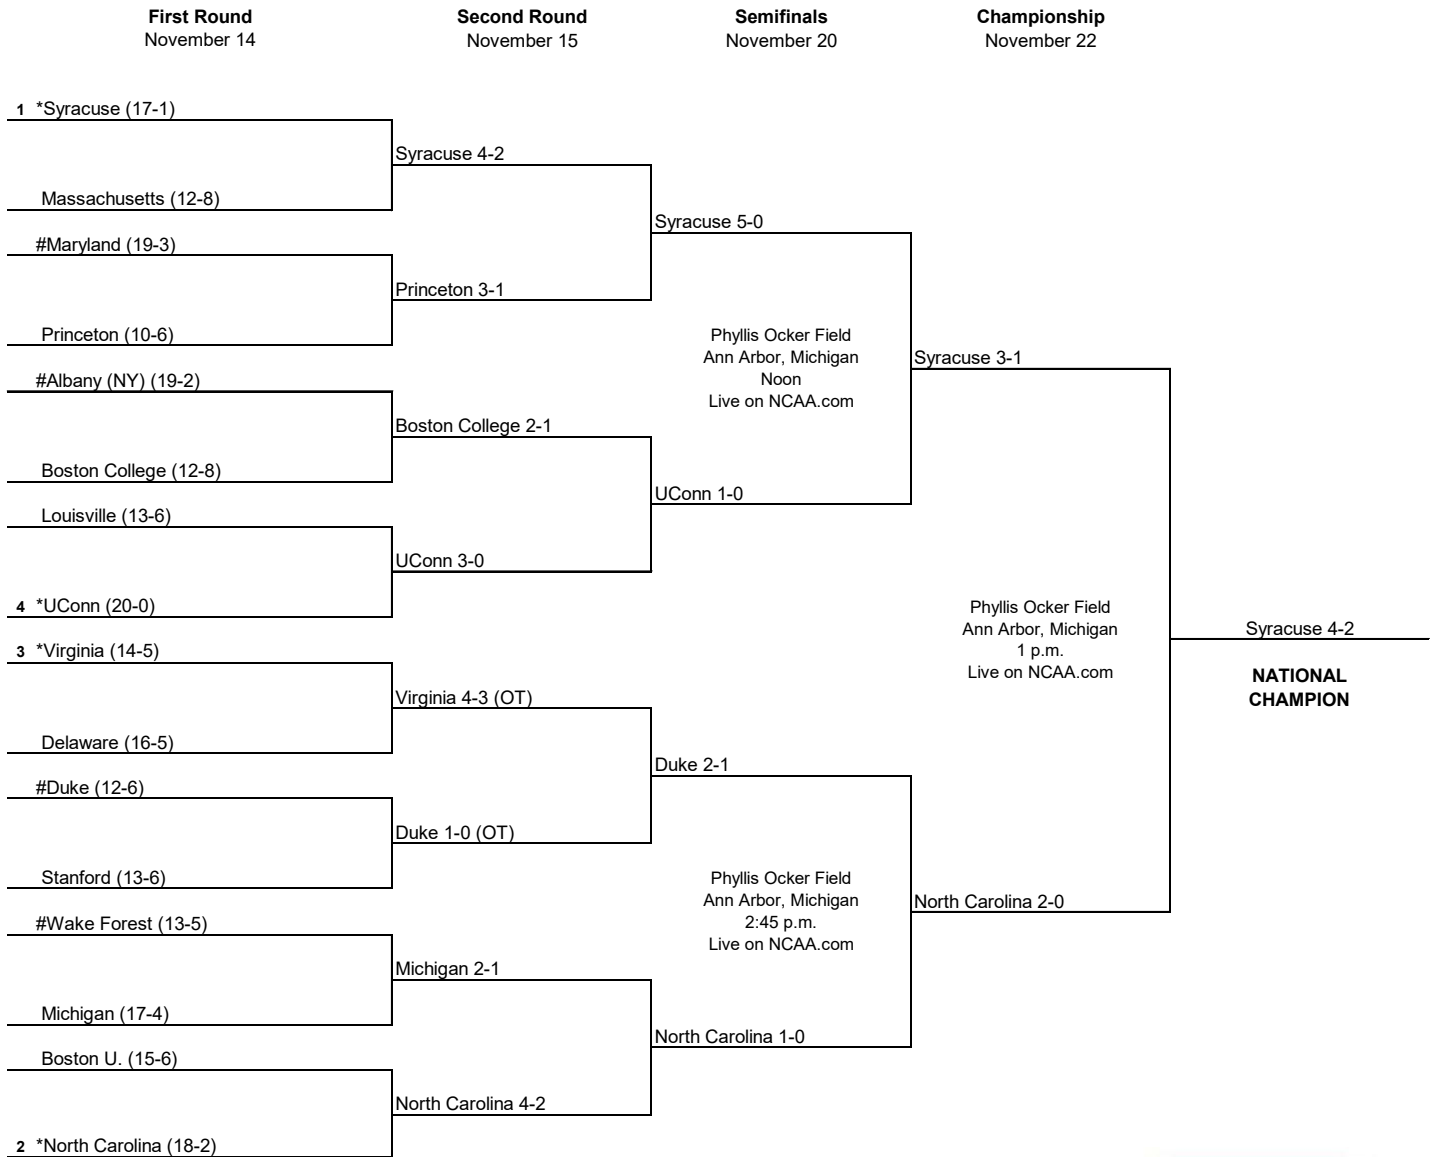 First Round
November 14
Second Round
November 15
Semifinals
November 20
Championship
November 22
1 *Syracuse (17-1)
Syracuse 4-2
Massachusetts (12-8)
Syracuse 5-0
#Maryland (19-3)
Princeton 3-1
Princeton (10-6)
Phyllis Ocker Field
Ann Arbor, Michigan
Noon
Live on NCAA.com
Syracuse 3-1
#Albany (NY) (19-2)
Boston College 2-1
Boston College (12-8)
UConn 1-0
Louisville (13-6)
UConn 3-0
4 *UConn (20-0)
Phyllis Ocker Field
Ann Arbor, Michigan
1 p.m.
Live on NCAA.com
Syracuse 4-2
NATIONAL
CHAMPION
3 *Virginia (14-5)
Virginia 4-3 (OT)
Delaware (16-5)
Duke 2-1
#Duke (12-6)
Duke 1-0 (OT)
Stanford (13-6)
Phyllis Ocker Field
Ann Arbor, Michigan
2:45 p.m.
Live on NCAA.com
North Carolina 2-0
#Wake Forest (13-5)
Michigan 2-1
Michigan (17-4)
North Carolina 1-0
Boston U. (15-6)
North Carolina 4-2
2 *North Carolina (18-2)